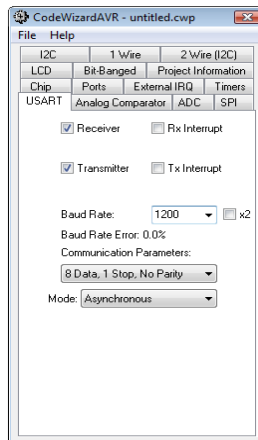 CodeWizardAVR - untitled.cwp
File Help
I2C 1 Wire 2 Wire (I2C)
LCD Bit-Banged Project Information
Chip Ports External IRQ Timers
USART Analog Comparator ADC SPI
Receiver Rx Interrupt
Transmitter Tx Interrupt
Baud Rate: 1200 x2
Baud Rate Error: 0.0%
Communication Parameters:
8 Data, 1 Stop, No Parity
Mode: Asynchronous